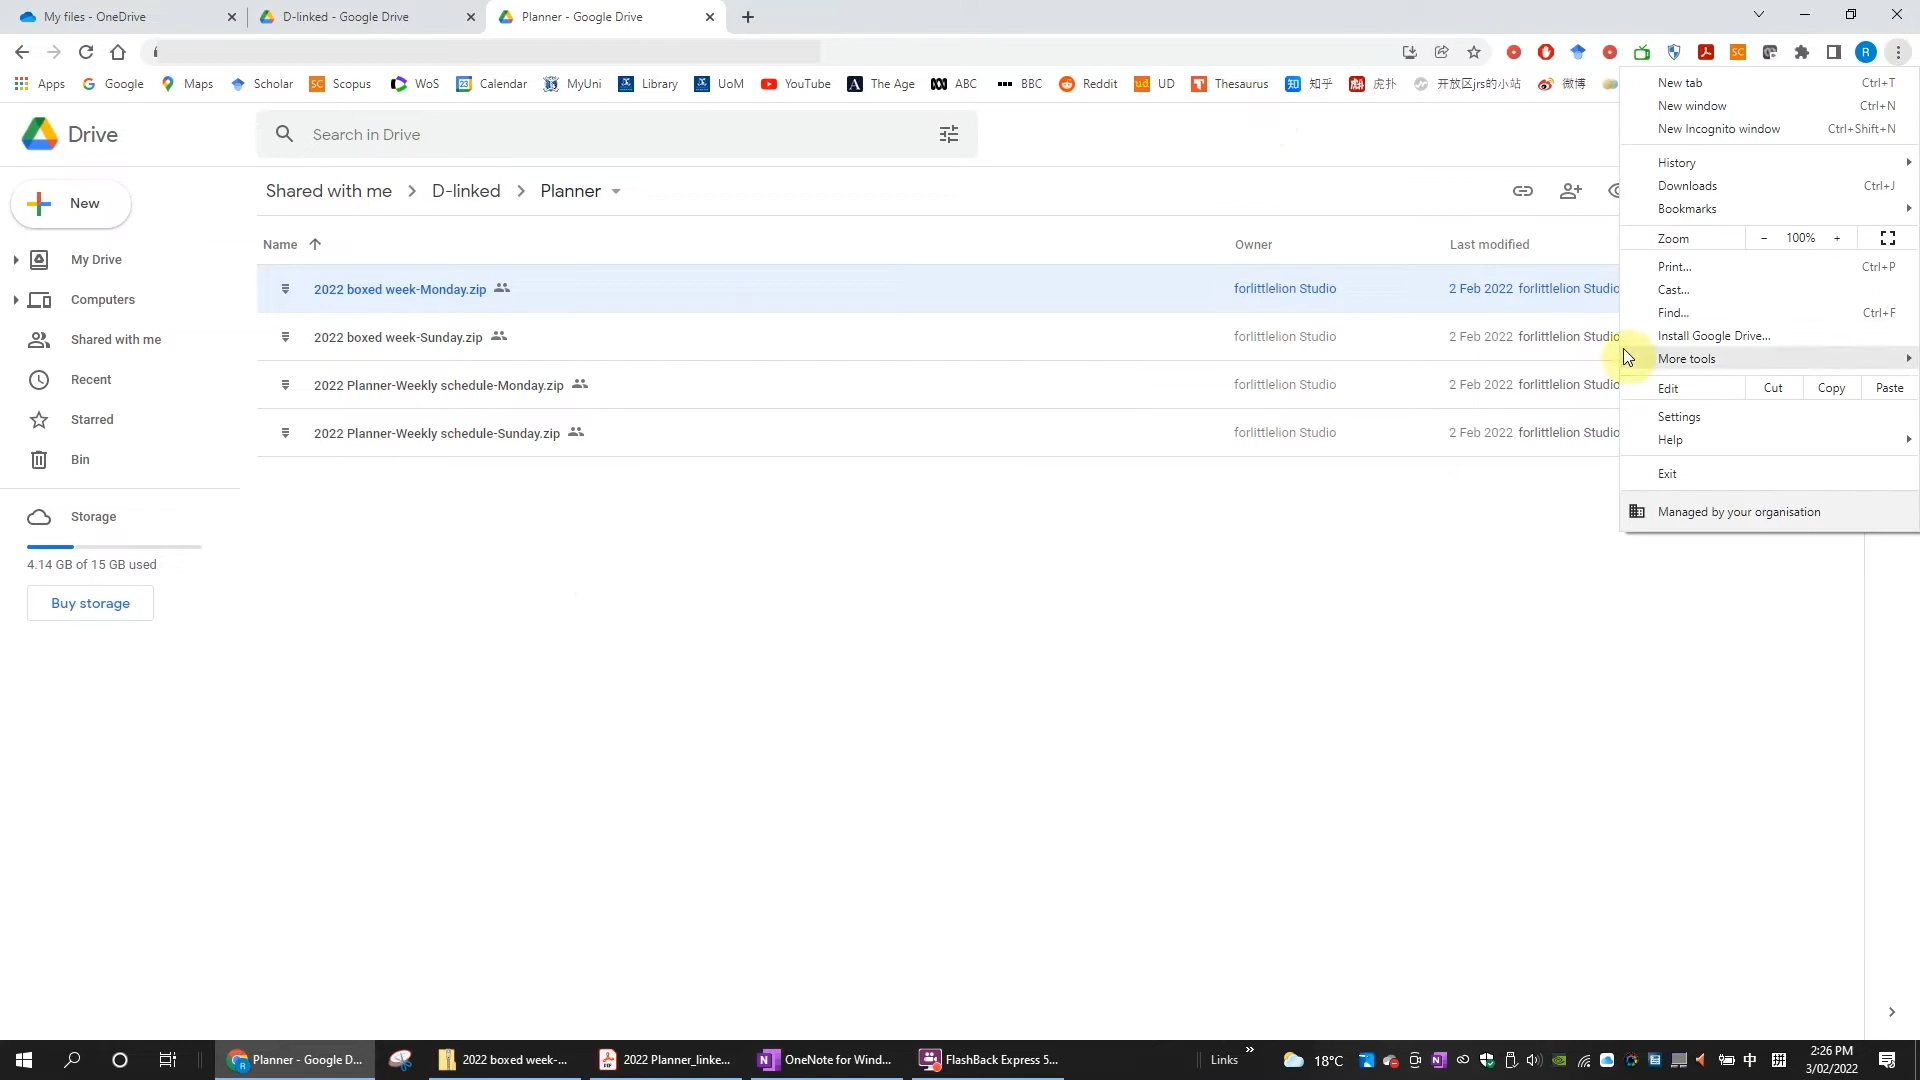 My files - OneDrive
D-linked - Google Drive
Planner - Google Drive
Apps
Google
Maps
Scholar
SC Scopus
WoS
23 Calendar
MyUni
Library
UoM
YouTube
A The Age
ABC
BBC
Reddit
ud UD
T Thesaurus
知 知乎
虎扑
开放区jrs的小站
微博
SC
R
Drive
Search in Drive
New
My Drive
Computers
Shared with me
Recent
Starred
Bin
Storage
4.14 GB of 15 GB used
Buy storage
Shared with me > D-linked > Planner
Name
Owner
Last modified
2022 boxed week-Monday.zip
forlittlelion Studio
2 Feb 2022 forlittlelion Studio
2022 boxed week-Sunday.zip
forlittlelion Studio
2 Feb 2022 forlittlelion Studio
2022 Planner-Weekly schedule-Monday.zip
forlittlelion Studio
2 Feb 2022 forlittlelion Studio
2022 Planner-Weekly schedule-Sunday.zip
forlittlelion Studio
2 Feb 2022 forlittlelion Studio
New tab Ctrl+T
New window Ctrl+N
New Incognito window Ctrl+Shift+N
History
Downloads Ctrl+J
Bookmarks
Zoom - 100% +
Print... Ctrl+P
Cast...
Find... Ctrl+F
Install Google Drive...
More tools
Edit Cut Copy Paste
Settings
Help
Exit
Managed by your organisation
Planner - Google D...
2022 boxed week-...
2022 Planner_linke...
OneNote for Wind...
FlashBack Express 5...
Links
18°C
中
拼
2:26 PM
3/02/2022